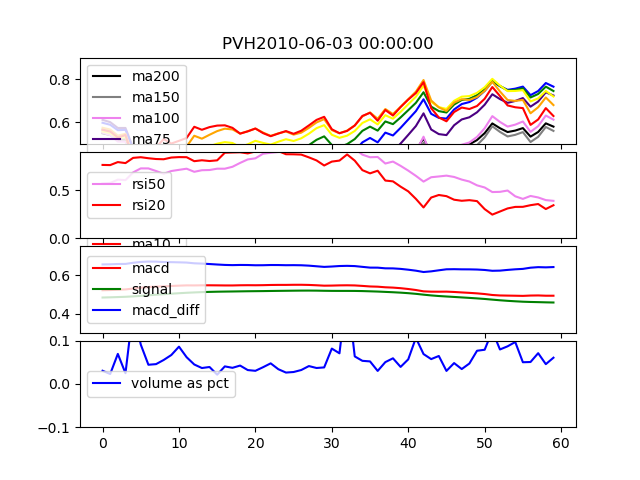 PVH2010-06-03 00:00:00
0.8
0.6
ma200
ma150
ma100
ma75
0.5
0.0
rsi50
rsi20
ma10
0.6
0.4
macd
signal
macd_diff
0.1
0.0
−0.1
volume as pct
0 10 20 30 40 50 60